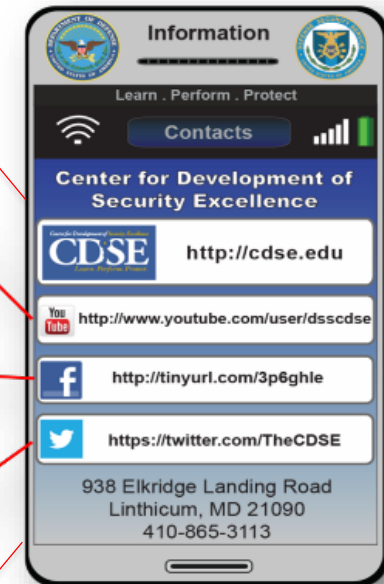 Information
Learn . Perform . Protect
Contacts
Center for Development of
Security Excellence
CDSE
Learn. Perform. Protect.
http://cdse.edu
You
Tube
http://www.youtube.com/user/dsscdse
f
http://tinyurl.com/3p6ghle
https://twitter.com/TheCDSE
938 Elkridge Landing Road
Linthicum, MD 21090
410-865-3113